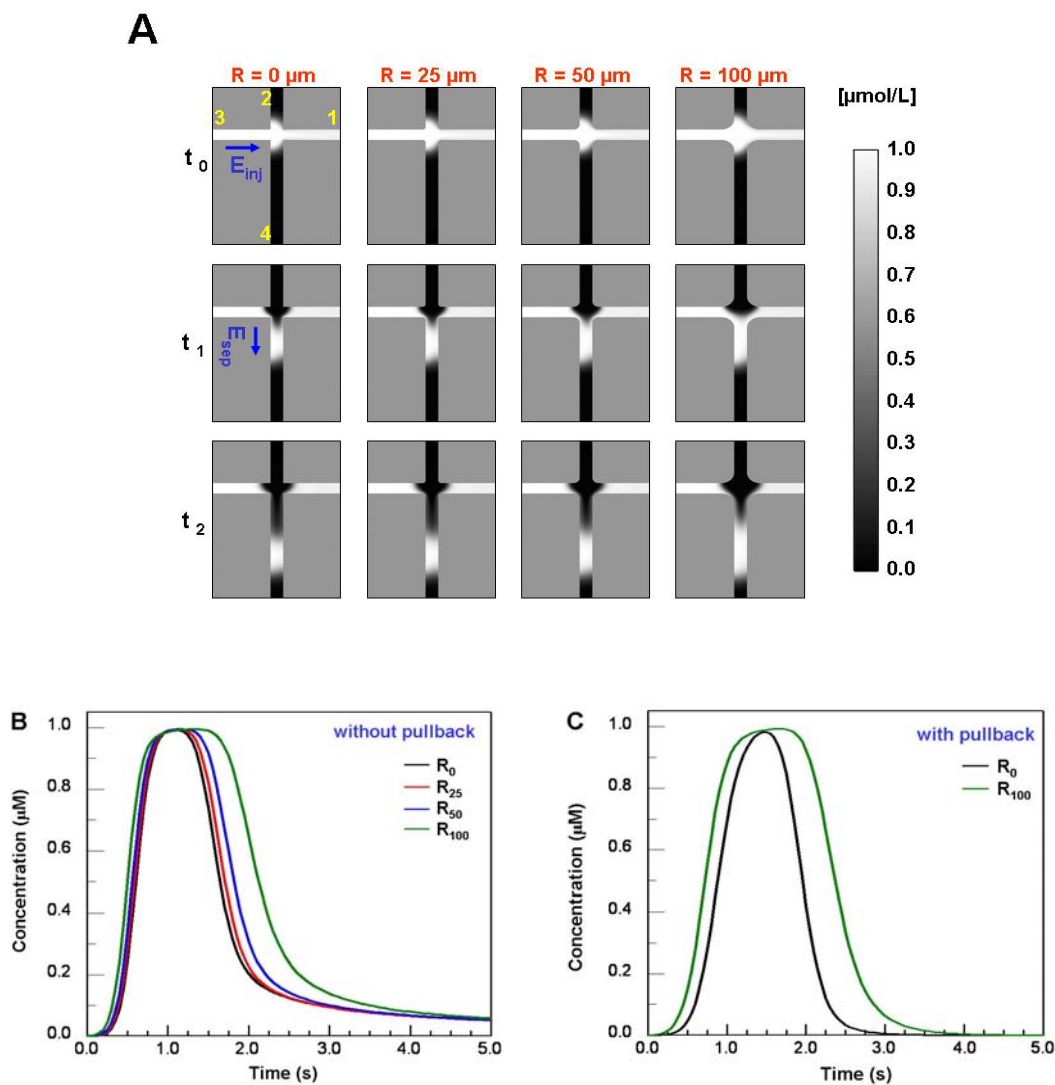 A
R = 0 µm
R = 25 µm
R = 50 µm
R = 100 µm
[µmol/L]
2
3
1
E inj
4
t 0
E sep
t 1
t 2
1.0
0.9
0.8
0.7
0.6
0.5
0.4
0.3
0.2
0.1
0.0
B
without pullback
R0
R25
R50
R100
Concentration (µM)
1.0
0.8
0.6
0.4
0.2
0.0
0.0 1.0 2.0 3.0 4.0 5.0
Time (s)
C
with pullback
R0
R100
Concentration (µM)
1.0
0.8
0.6
0.4
0.2
0.0
0.0 1.0 2.0 3.0 4.0 5.0
Time (s)